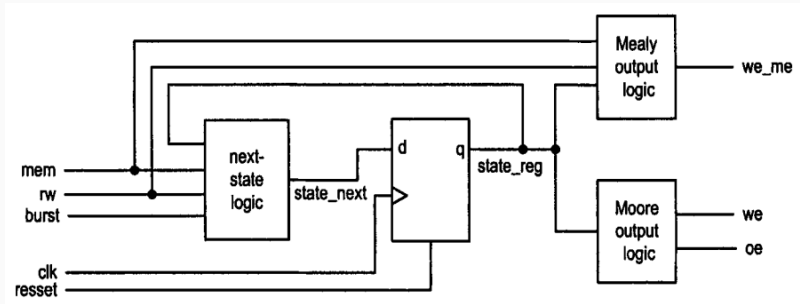 Mealy
output
logic
we_me
next-
state
logic
mem
rw
burst
state_next
d
q
state_reg
Moore
output
logic
we
oe
clk
resset